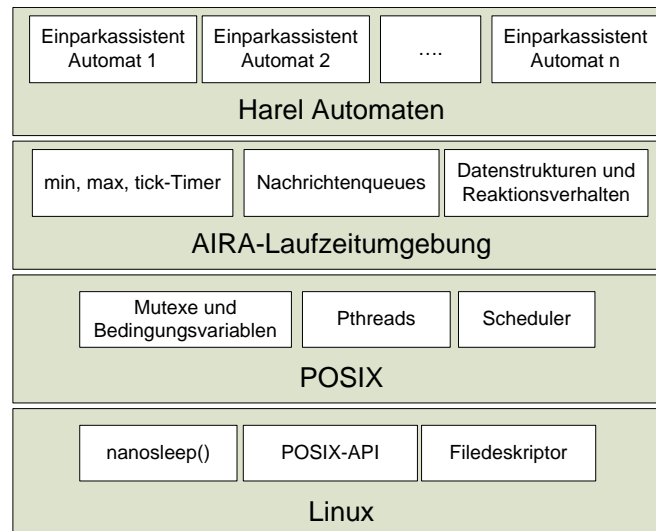 Einparkassistent
Automat 1
Einparkassistent
Automat 2
....
Einparkassistent
Automat n
Harel Automaten
min, max, tick-Timer
Nachrichtenqueues
Datenstrukturen und
Reaktionsverhalten
AIRA-Laufzeitumgebung
Mutexe und
Bedingungsvariablen
Pthreads
Scheduler
POSIX
nanosleep()
POSIX-API
Filedeskriptor
Linux